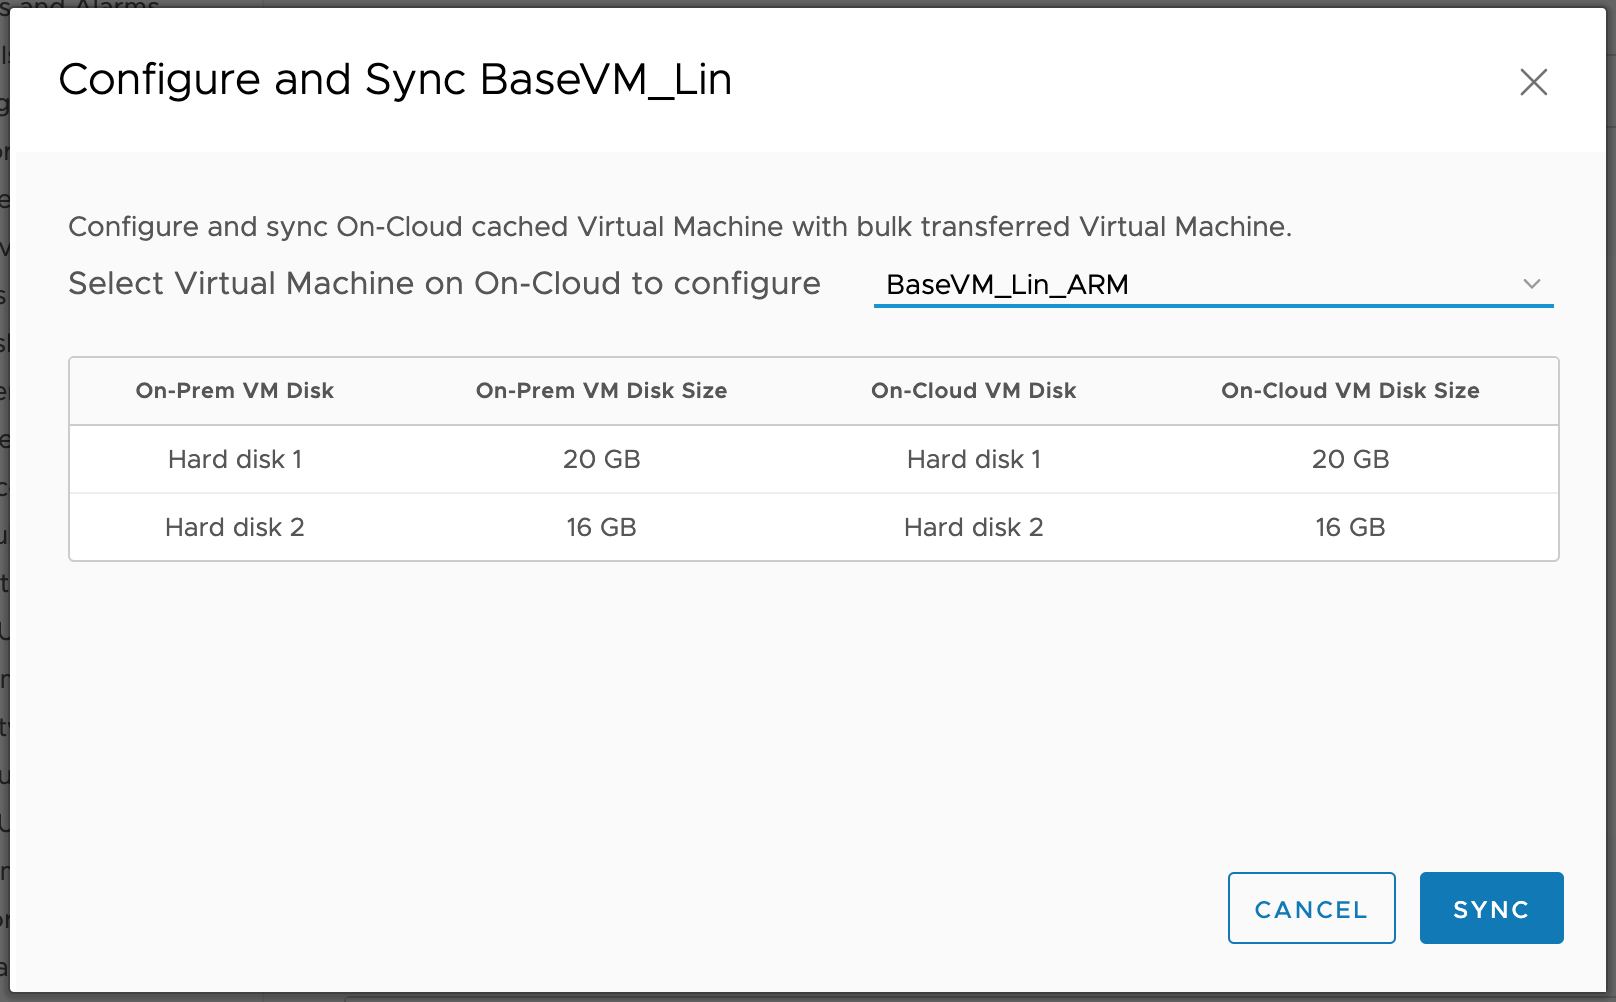 Configure and Sync BaseVM_Lin
Configure and sync On-Cloud cached Virtual Machine with bulk transferred Virtual Machine.
Select Virtual Machine on On-Cloud to configure BaseVM_Lin_ARM
On-Prem VM Disk On-Prem VM Disk Size On-Cloud VM Disk On-Cloud VM Disk Size
Hard disk 1 20 GB Hard disk 1 20 GB
Hard disk 2 16 GB Hard disk 2 16 GB
CANCEL SYNC